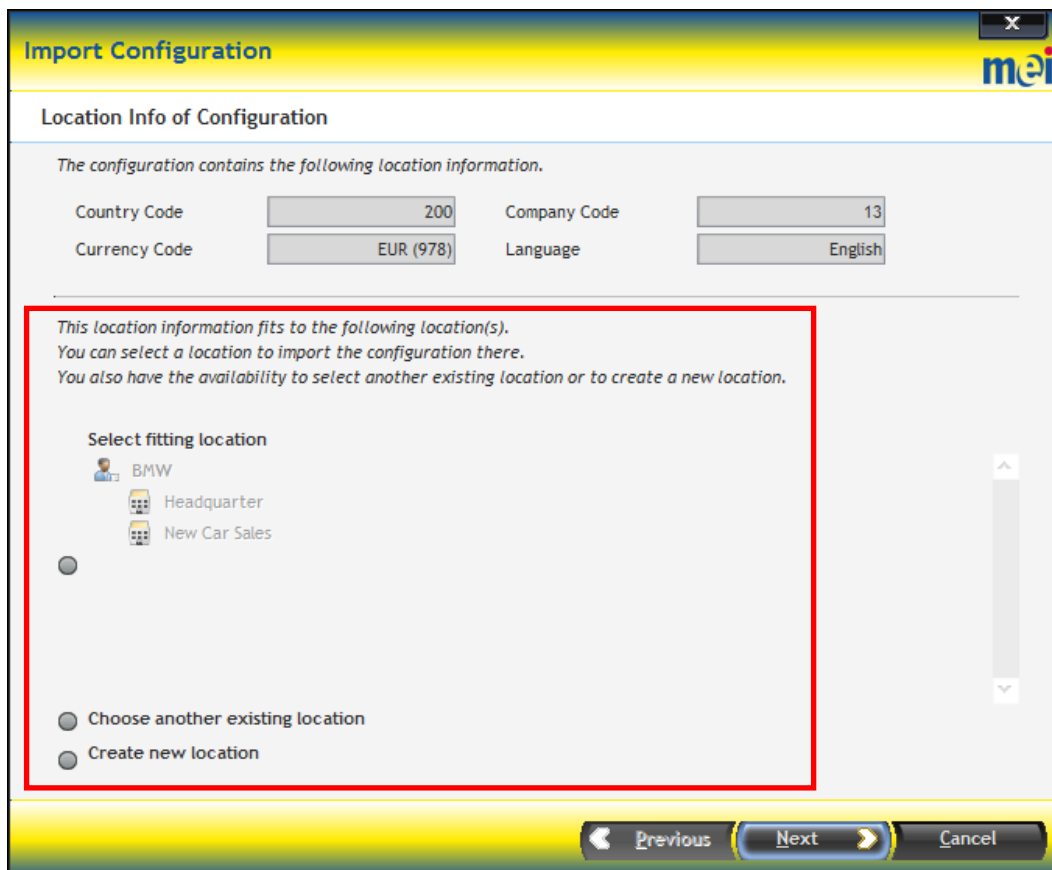 X
Import Configuration
mei
Location Info of Configuration
The configuration contains the following location information.
Country Code 200 Company Code 13
Currency Code EUR (978) Language English
This location information fits to the following location(s).
You can select a location to import the configuration there.
You also have the availability to select another existing location or to create a new location.
Select fitting location
BMW
Headquarter
New Car Sales
Choose another existing location
Create new location
Previous Next Cancel